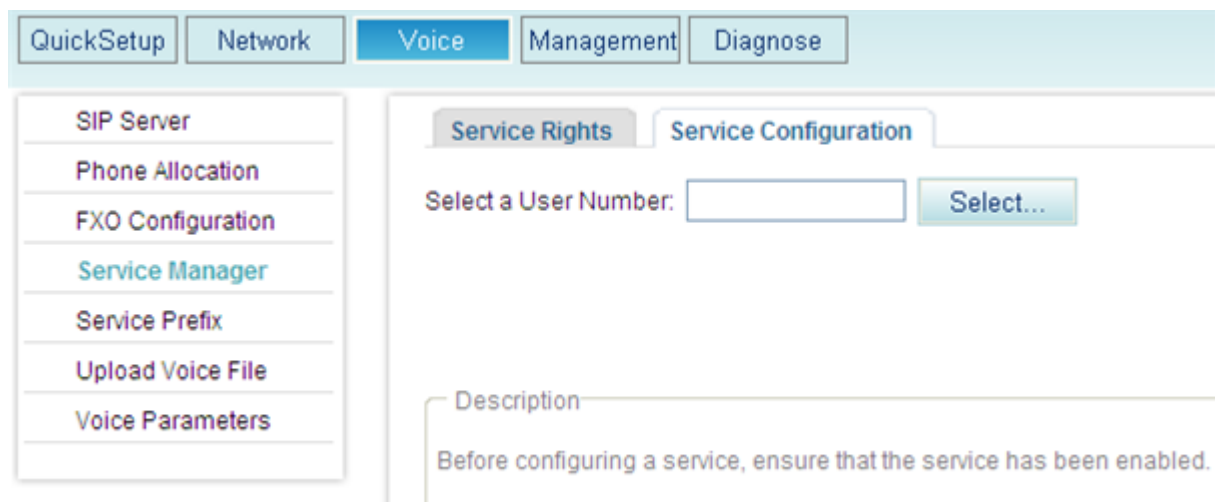 QuickSetup Network Voice Management Diagnose
SIP Server
Phone Allocation
FXO Configuration
Service Manager
Service Prefix
Upload Voice File
Voice Parameters
Service Rights Service Configuration
Select a User Number: Select...
Description
Before configuring a service, ensure that the service has been enabled.